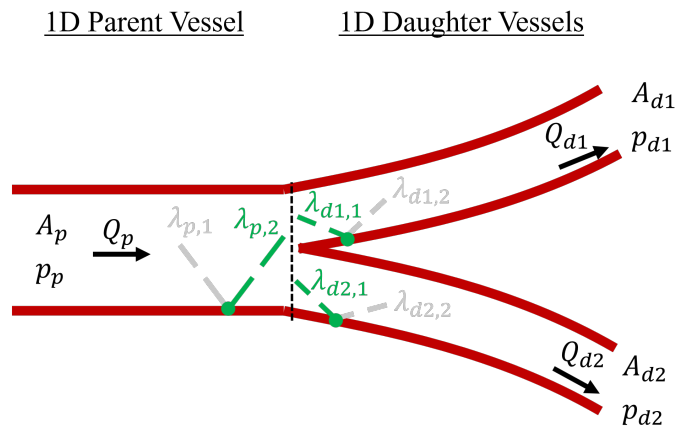 1D Parent Vessel
1D Daughter Vessels
A_{d1}
Q_{d1}
p_{d1}
λ_{d1,2}
λ_{d1,1}
λ_{p,1}
λ_{p,2}
A_p
Q_p
p_p
λ_{d2,1}
λ_{d2,2}
Q_{d2}
A_{d2}
p_{d2}